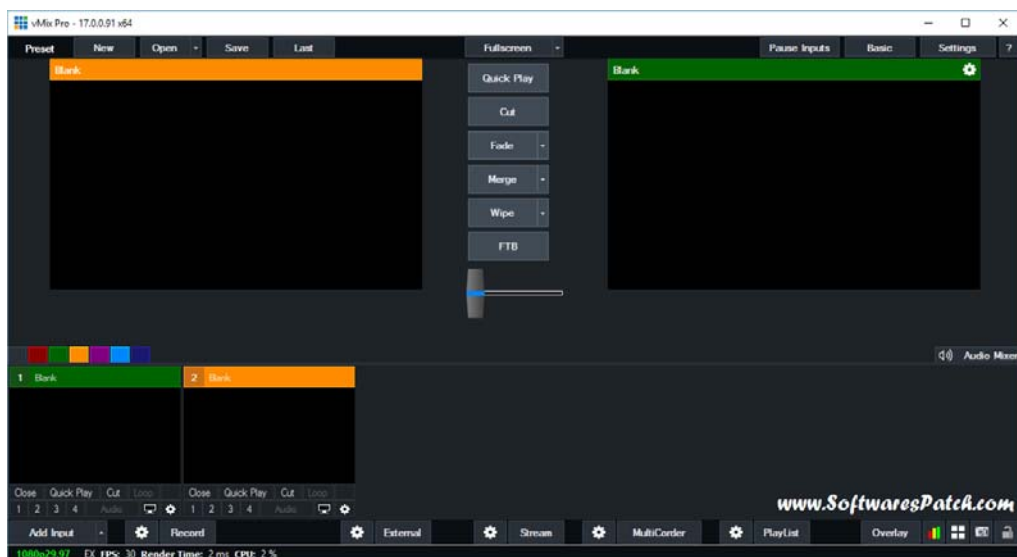 vMix Pro - 17.0.0.91 x64
Preset New Open Save Last Fullscreen Pause Inputs Basic Settings ?
Blank Blank
Quick Play
Cut
Fade
Merge
Wipe
FTB
Audio Mixer
1 Blank 2 Blank
Close Quick Play Cut Loop Close Quick Play Cut Loop
1 2 3 4 Audio 1 2 3 4 Audio
www.SoftwaresPatch.com
Add Input Record External Stream MultiCorder PlayList Overlay
1080p29.97 EX FPS: 30 Render Time: 2 ms CPU: 2 %